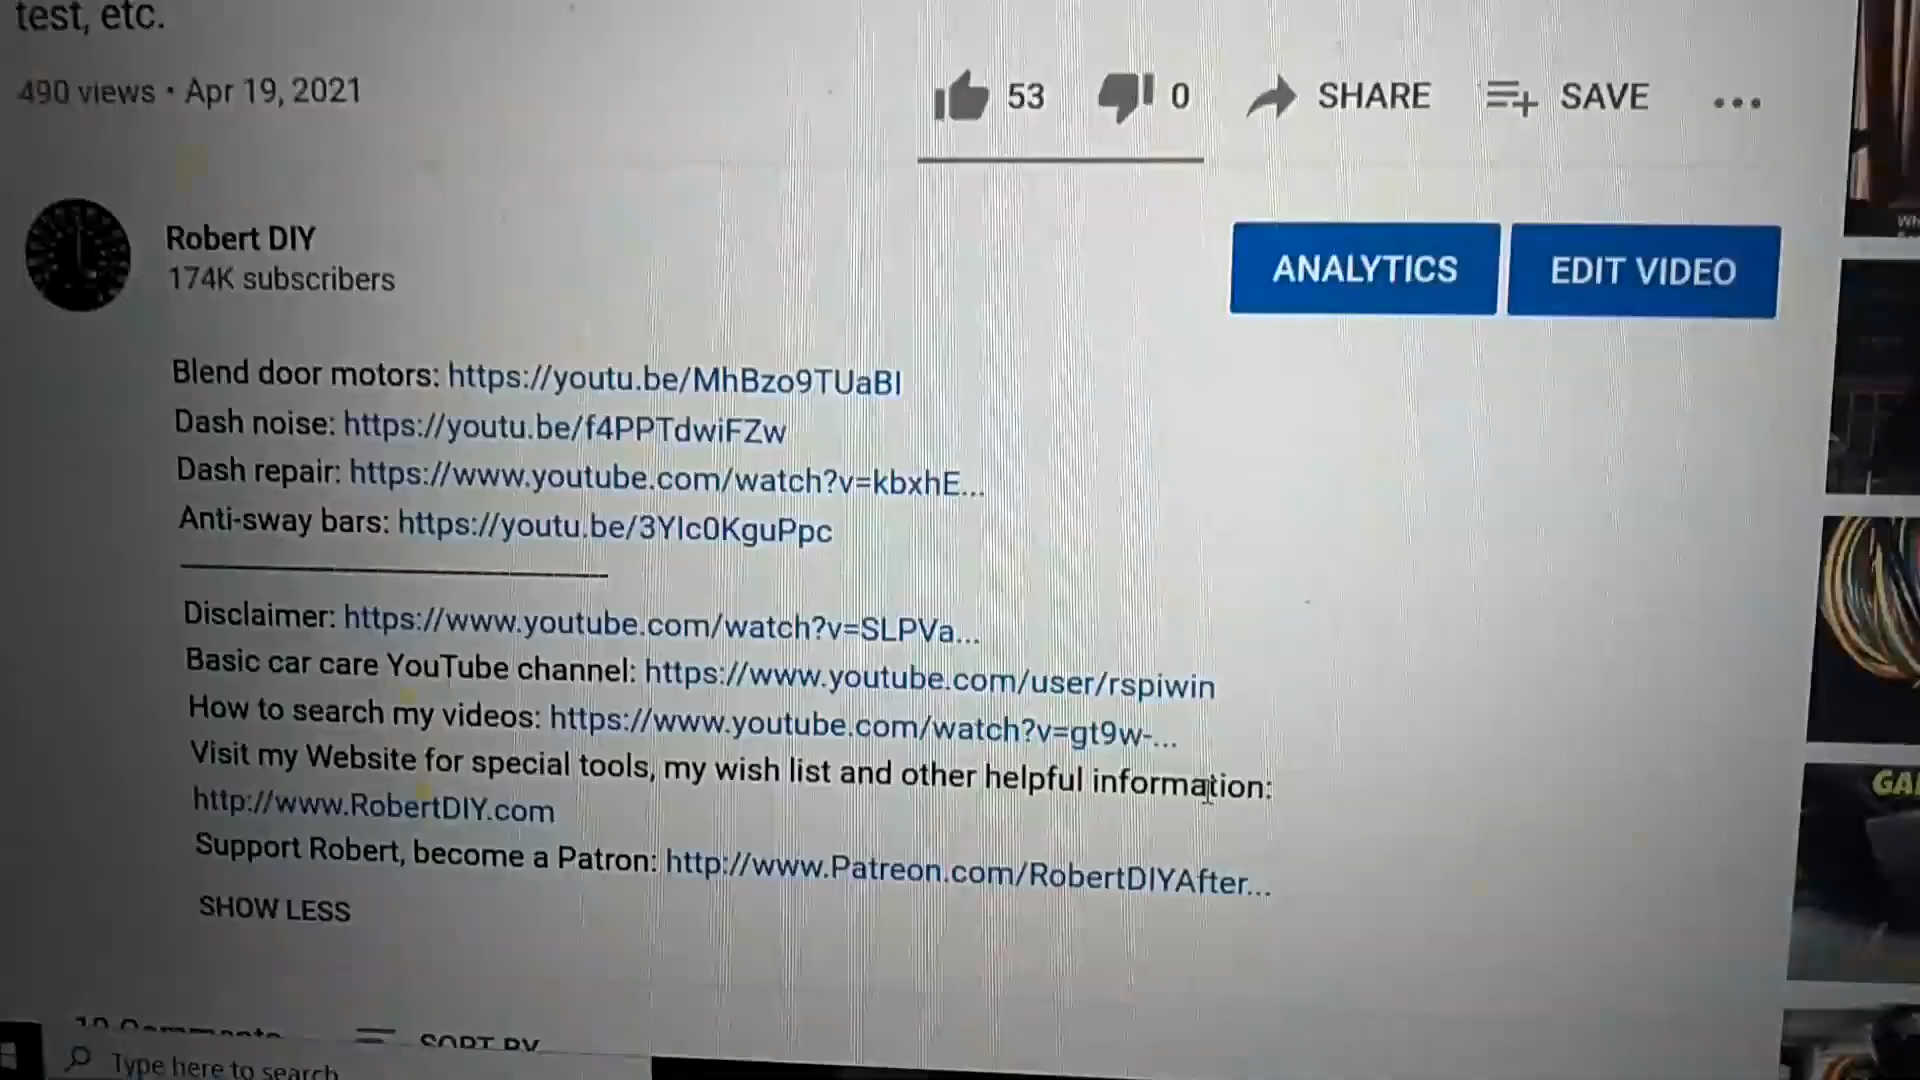 test, etc.
490 views • Apr 19, 2021
53 0 SHARE SAVE
Robert DIY
174K subscribers
ANALYTICS EDIT VIDEO
Blend door motors: https://youtu.be/MhBzo9TUaBI
Dash noise: https://youtu.be/f4PPTdwiFZw
Dash repair: https://www.youtube.com/watch?v=kbxhE...
Anti-sway bars: https://youtu.be/3YIc0KguPpc
Disclaimer: https://www.youtube.com/watch?v=SLPVa...
Basic car care YouTube channel: https://www.youtube.com/user/rspiwin
How to search my videos: https://www.youtube.com/watch?v=gt9w-...
Visit my Website for special tools, my wish list and other helpful information:
http://www.RobertDIY.com
Support Robert, become a Patron: http://www.Patreon.com/RobertDIYAfter...
SHOW LESS
SORT BY
Type here to search